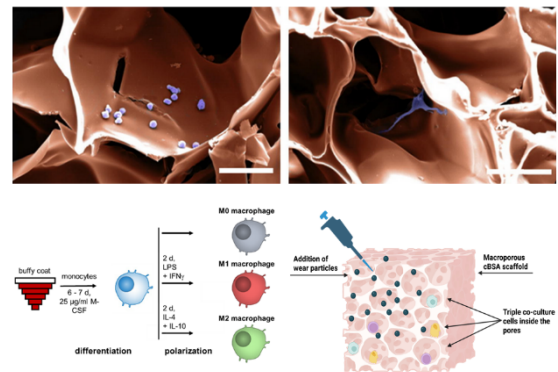 M0 macrophage
2 d,
LPS
+ IFNγ
buffy coat
monocytes
6 - 7 d,
25 µg/ml M-
CSF
M1 macrophage
2 d,
IL-4
+ IL-10
M2 macrophage
differentiation
polarization
Addition of
wear particles
Macroporous
cBSA scaffold
Triple co-culture
cells inside the
pores